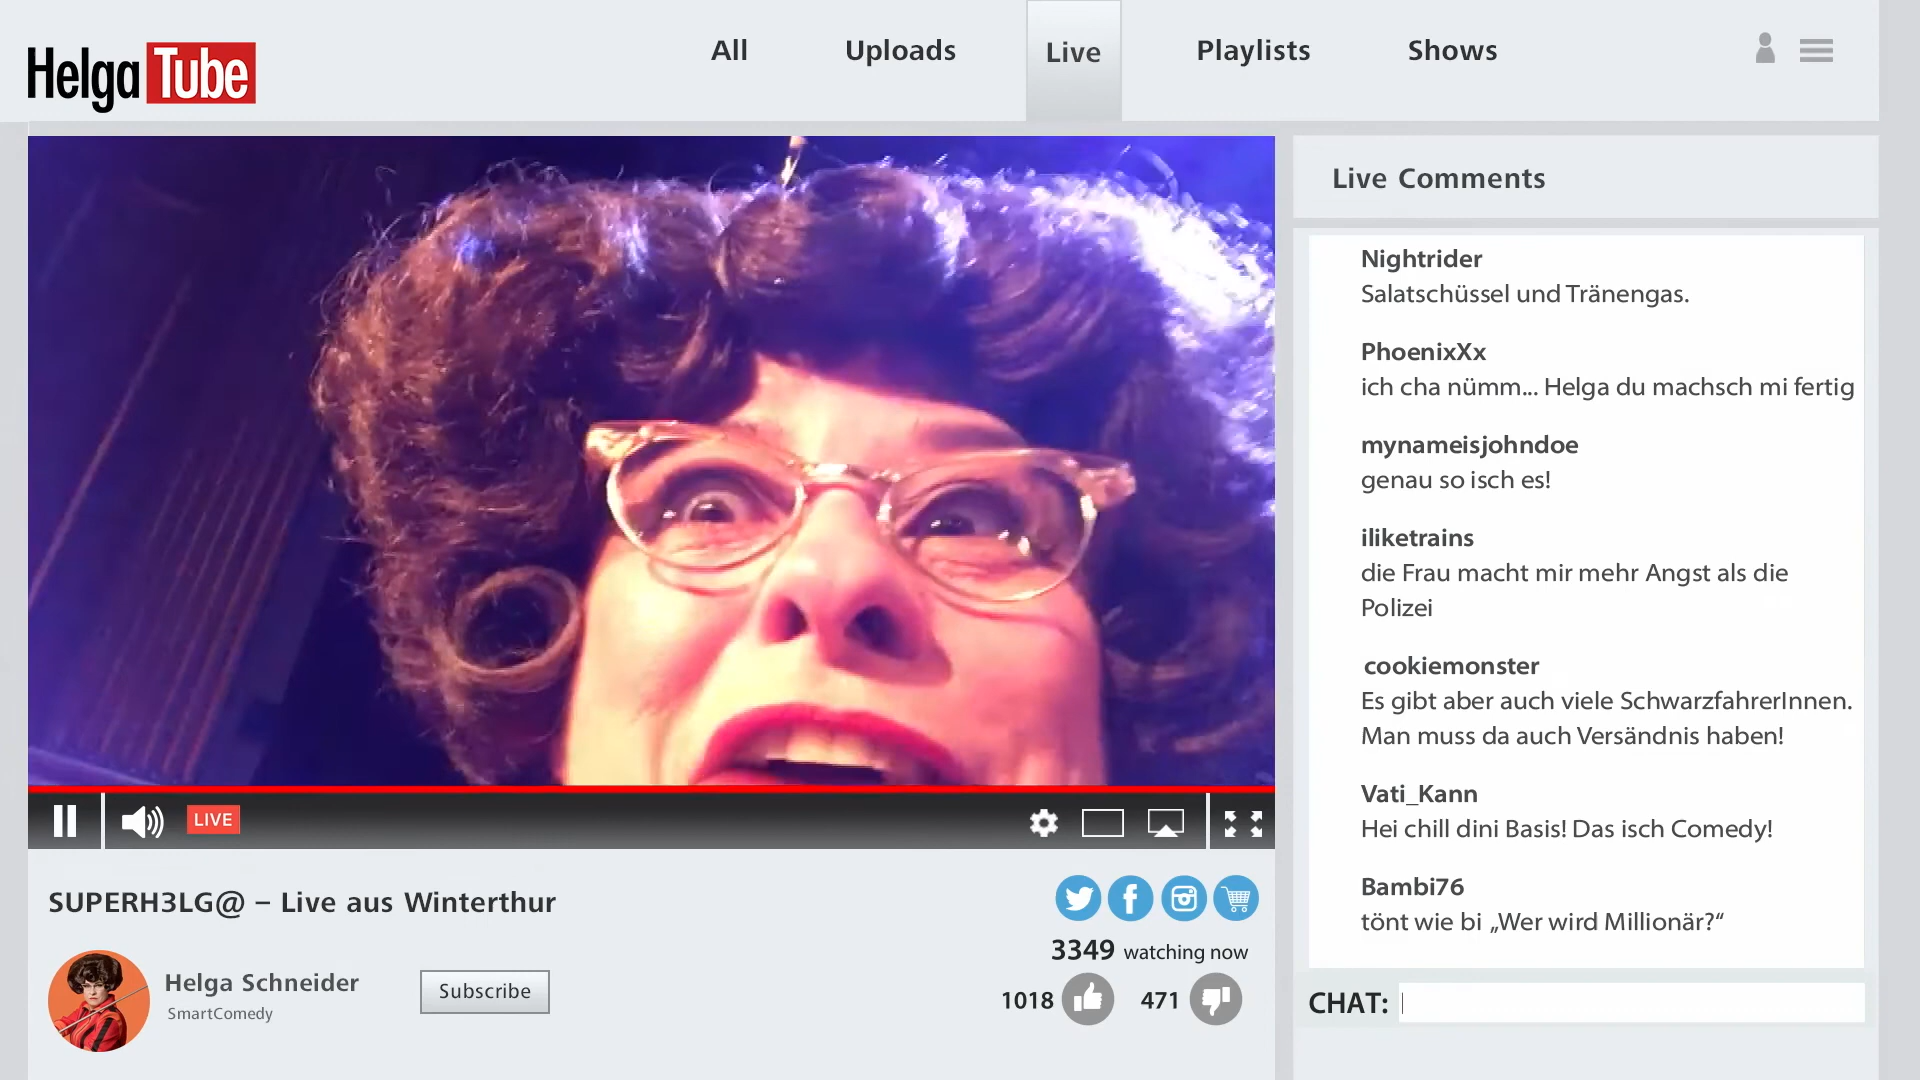 HelgaTube
All
Uploads
Live
Playlists
Shows
LIVE
SUPERH3LG@ – Live aus Winterthur
Helga Schneider
SmartComedy
Subscribe
3349 watching now
1018
471
Live Comments
Nightrider
Salatschüssel und Tränengas.
PhoenixXx
ich cha nümm... Helga du machsch mi fertig
mynameisjohndoe
genau so isch es!
iliketrains
die Frau macht mir mehr Angst als die
Polizei
cookiemonster
Es gibt aber auch viele SchwarzfahrerInnen.
Man muss da auch Versändnis haben!
Vati_Kann
Hei chill dini Basis! Das isch Comedy!
Bambi76
tönt wie bi „Wer wird Millionär?“
CHAT: